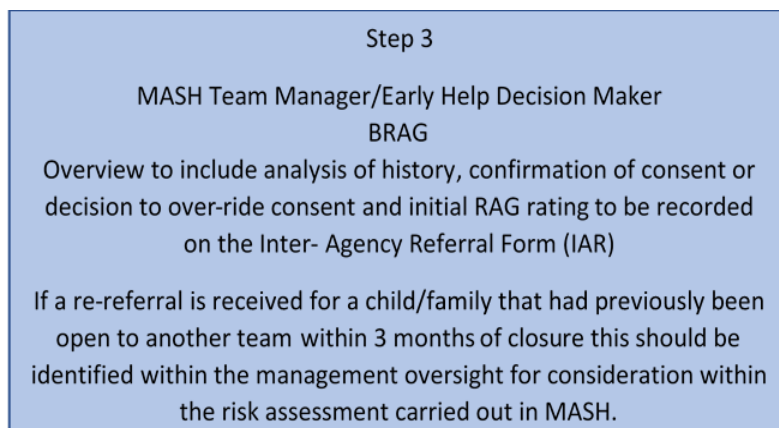 Step 3
MASH Team Manager/Early Help Decision Maker
BRAG
Overview to include analysis of history, confirmation of consent or
decision to over-ride consent and initial RAG rating to be recorded
on the Inter- Agency Referral Form (IAR)
If a re-referral is received for a child/family that had previously been
open to another team within 3 months of closure this should be
identified within the management oversight for consideration within
the risk assessment carried out in MASH.